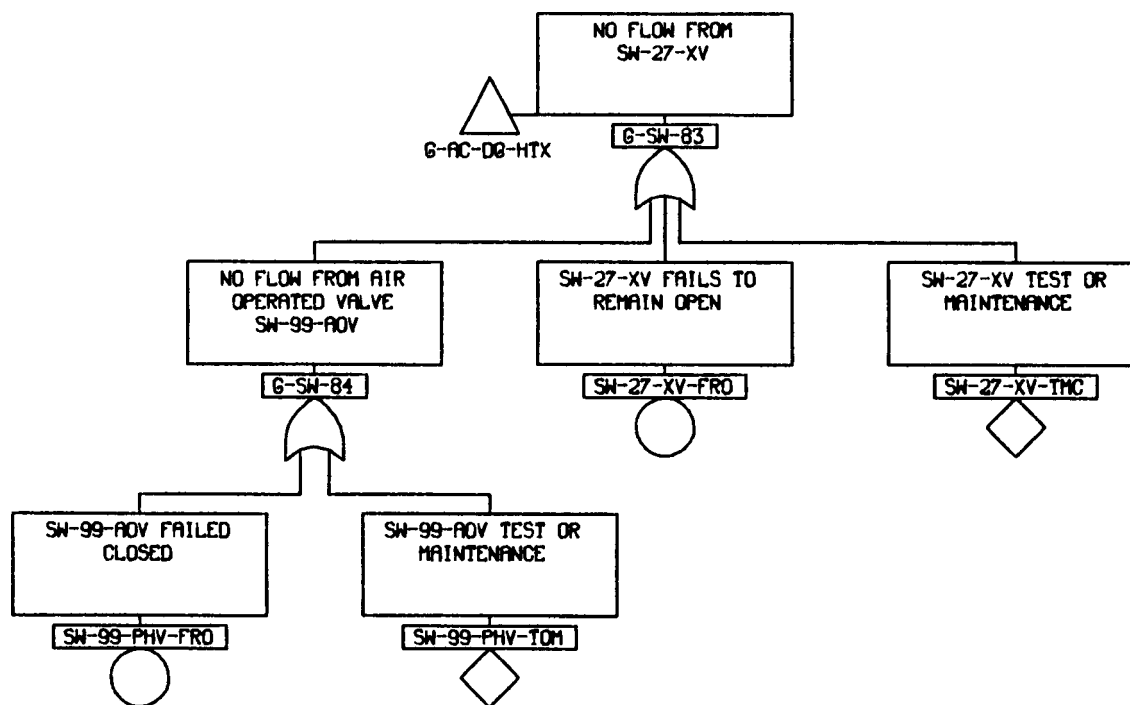 NO FLOW FROM
SW-27-XV
G-AC-DG-HTX
G-SW-83
NO FLOW FROM AIR
OPERATED VALVE
SW-99-AOV
SW-27-XV FAILS TO
REMAIN OPEN
SW-27-XV TEST OR
MAINTENANCE
G-SW-84
SW-27-XV-FRO
SW-27-XV-TMC
SW-99-AOV FAILED
CLOSED
SW-99-AOV TEST OR
MAINTENANCE
SW-99-PHV-FRO
SW-99-PHV-TOM